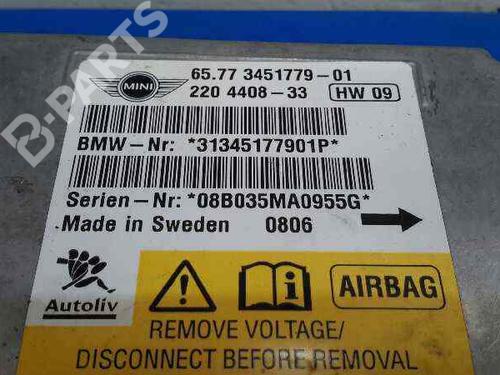 B-PARTS
MINI
65.77 3451779-01
220 4408-33 HW 09
BMW-Nr: *31345177901P*
Serien-Nr: *08B035MA0955G*
Made in Sweden 0806
Autoliv
AIRBAG
REMOVE VOLTAGE/
DISCONNECT BEFORE REMOVAL